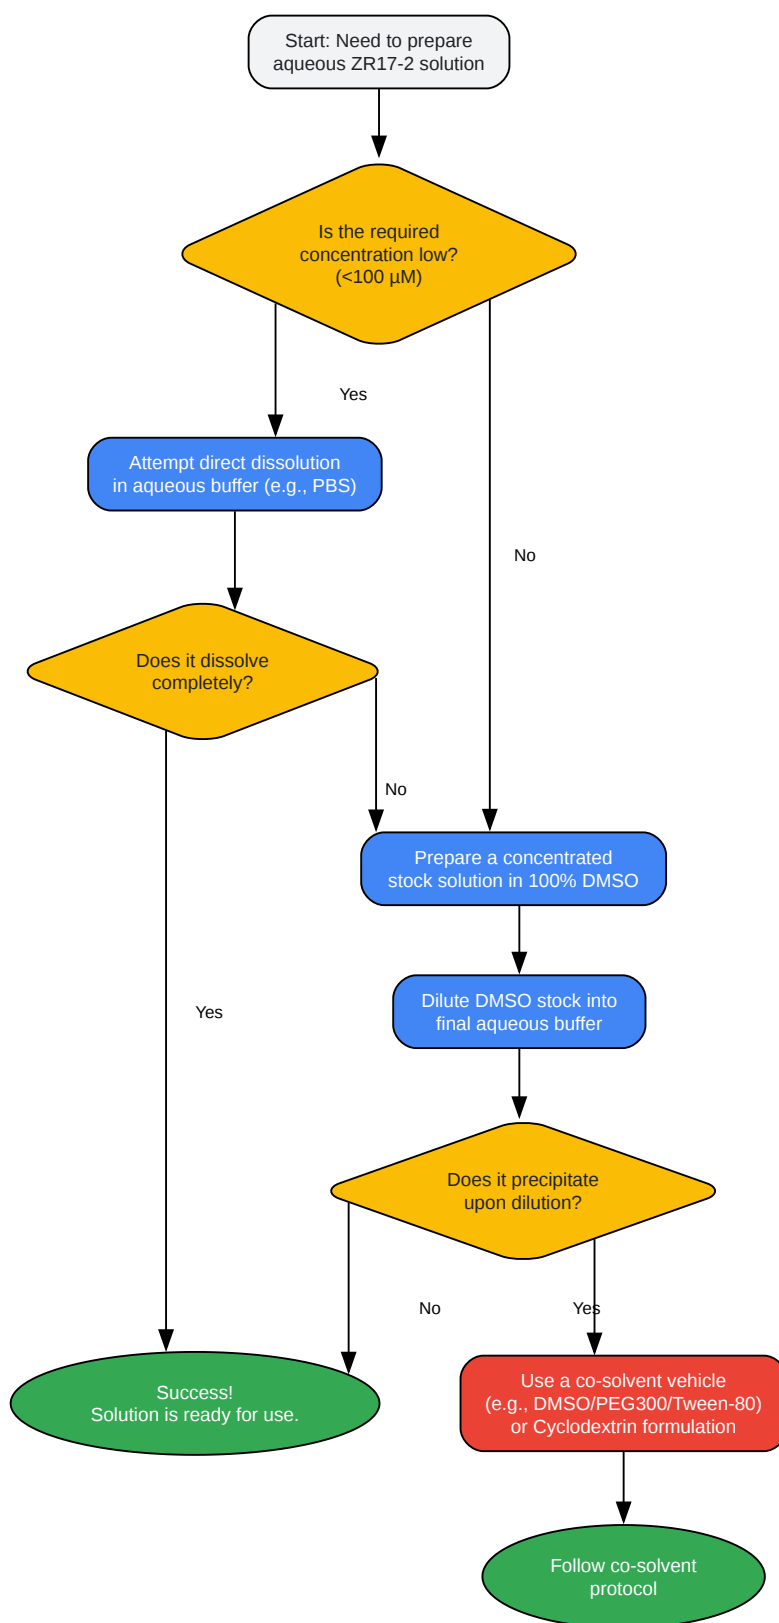 Start: Need to prepare
aqueous ZR17-2 solution
Is the required
concentration low?
(<100 µM)
Yes
Attempt direct dissolution
in aqueous buffer (e.g., PBS)
No
Does it dissolve
completely?
No
Prepare a concentrated
stock solution in 100% DMSO
Dilute DMSO stock into
final aqueous buffer
Yes
Does it precipitate
upon dilution?
No
Yes
Success!
Solution is ready for use.
Use a co-solvent vehicle
(e.g., DMSO/PEG300/Tween-80)
or Cyclodextrin formulation
Follow co-solvent
protocol